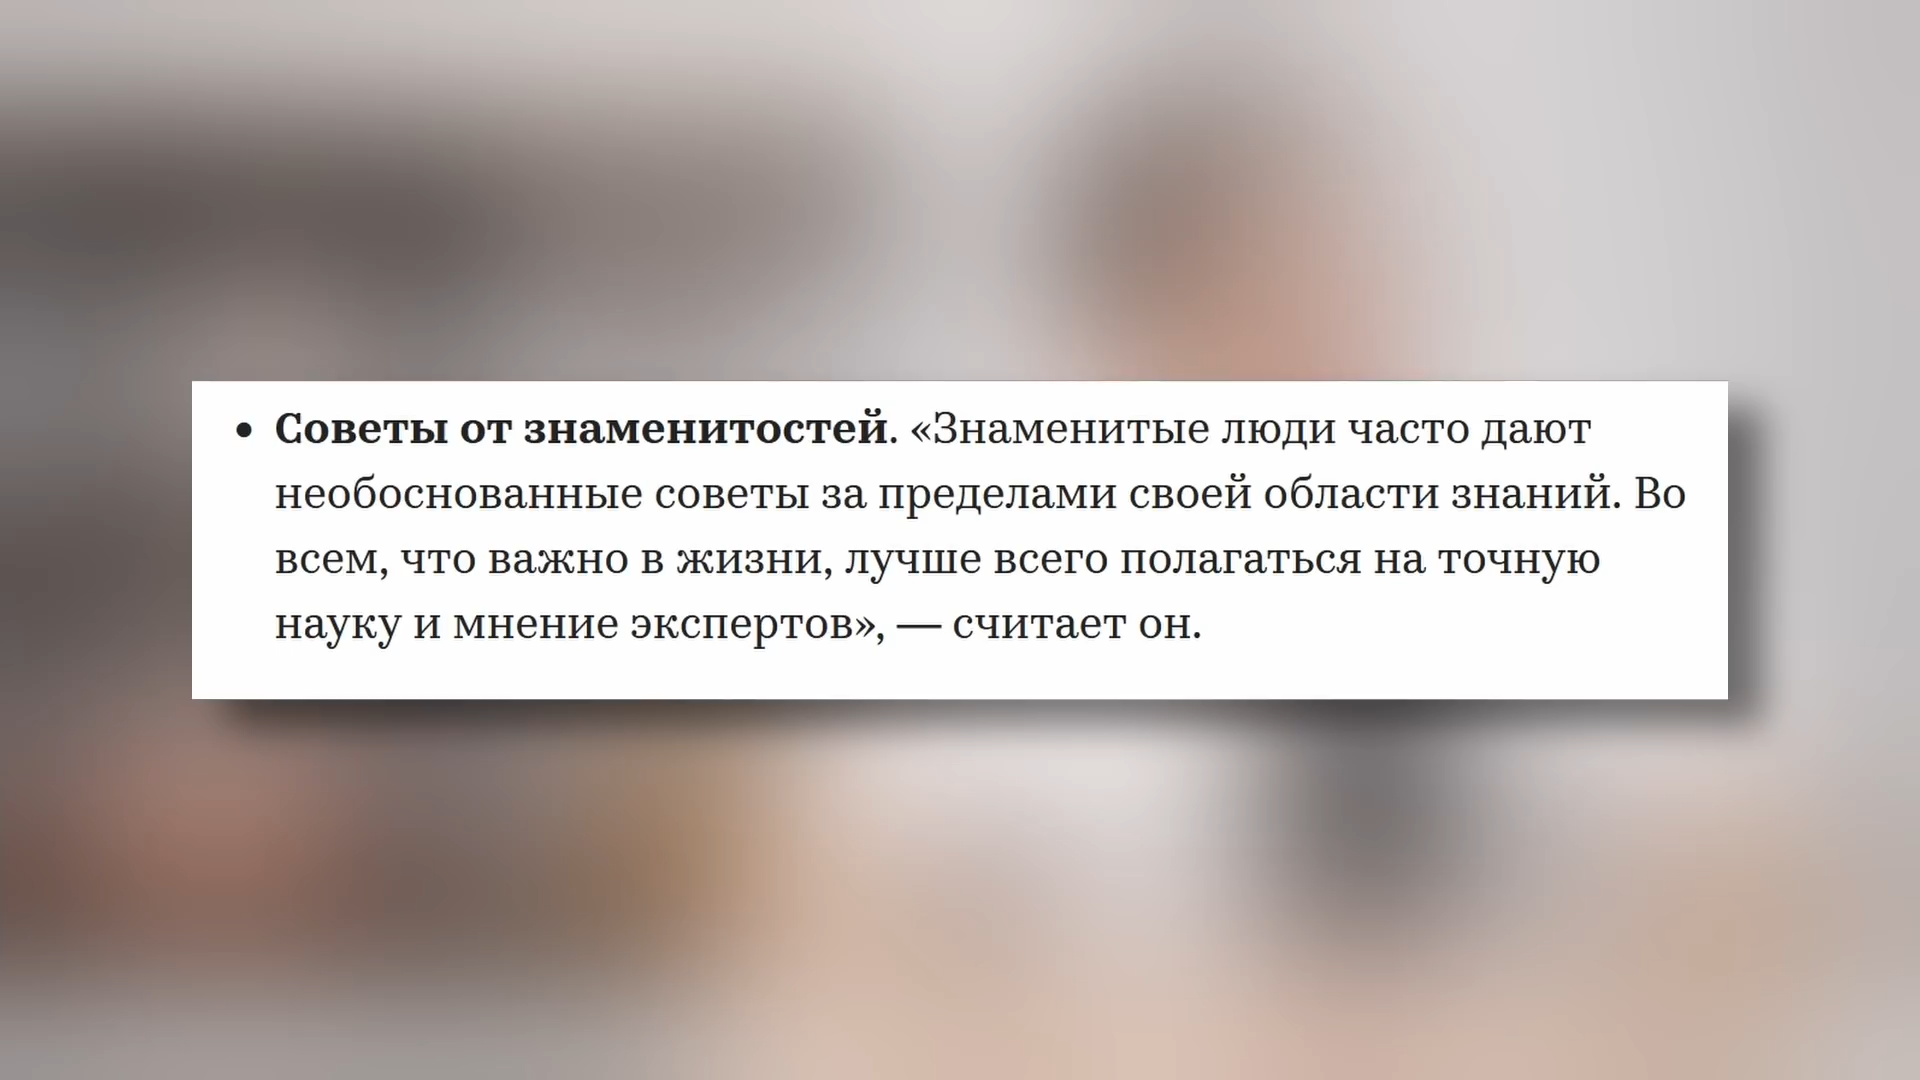 • Советы от знаменитостей. «Знаменитые люди часто дают
необоснованные советы за пределами своей области знаний. Во
всем, что важно в жизни, лучше всего полагаться на точную
науку и мнение экспертов», — считает он.